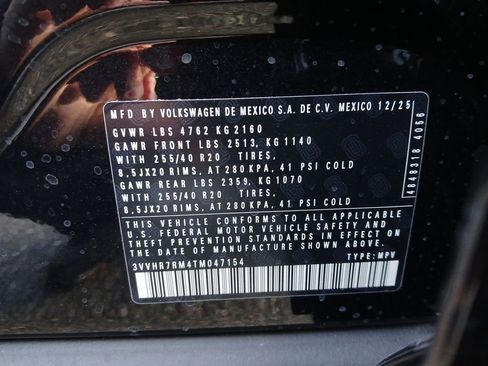 MFD BY VOLKSWAGEN DE MEXICO S.A. DE C.V. MEXICO 12/25
GVWR LBS 4762 KG 2160
GAWR FRONT LBS 2513, KG 1140
WITH 255/40 R20 TIRES,
8.5JX20 RIMS, AT 280 KPA, 41 PSI COLD
GAWR REAR LBS 2359, KG 1070
WITH 255/40 R20 TIRES,
8.5JX20 RIMS, AT 280 KPA, 41 PSI COLD
THIS VEHICLE CONFORMS TO ALL APPLICABLE
U.S. FEDERAL MOTOR VEHICLE SAFETY AND
THEFT PREVENTION STANDARDS IN EFFECT ON
THE DATE OF MANUFACTURE SHOWN ABOVE.
3VVHR7RM4TM047154 TYPE: MPV
4848318 4056